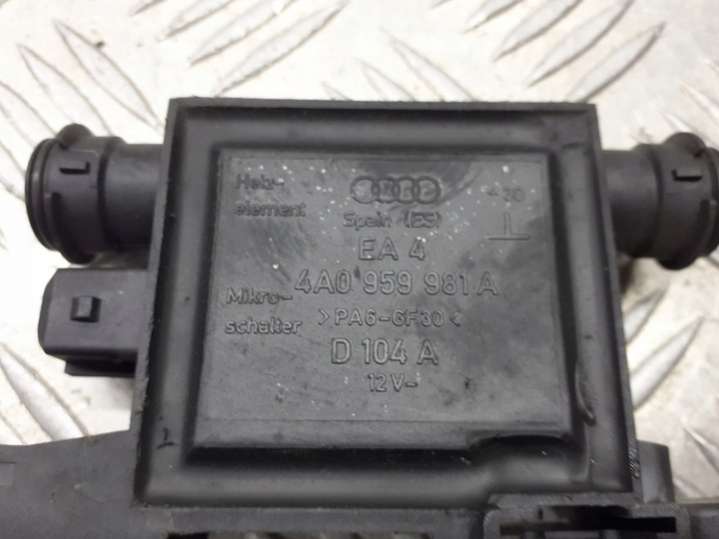 Heiz-
element
Spain (ES)
EA 4
4A0 959 981 A
Mikro-
schalter
>PA6-GF30<
D 104 A
12V-